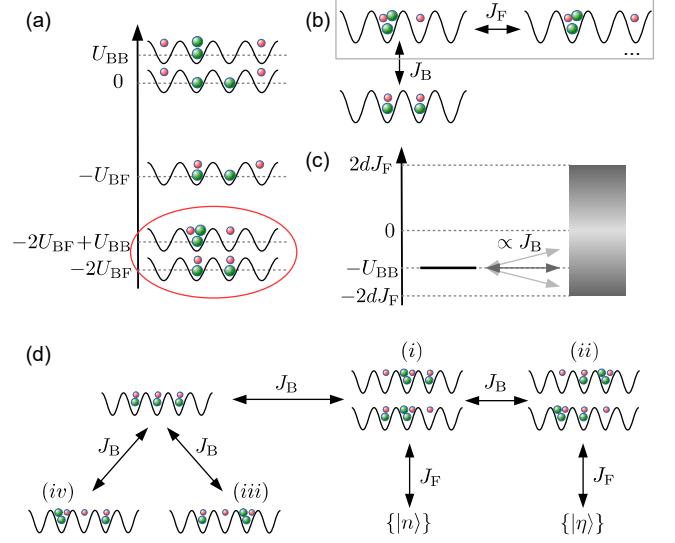 (a)
U_BB
0
−U_BF
−2U_BF+U_BB
−2U_BF
(b)
J_F
...
J_B
(c)
2dJ_F
0
∝ J_B
−U_BB
−2dJ_F
(d)
(i)
(ii)
J_B
J_B
J_B
J_B
J_F
J_F
(iv)
(iii)
{|n⟩}
{|η⟩}